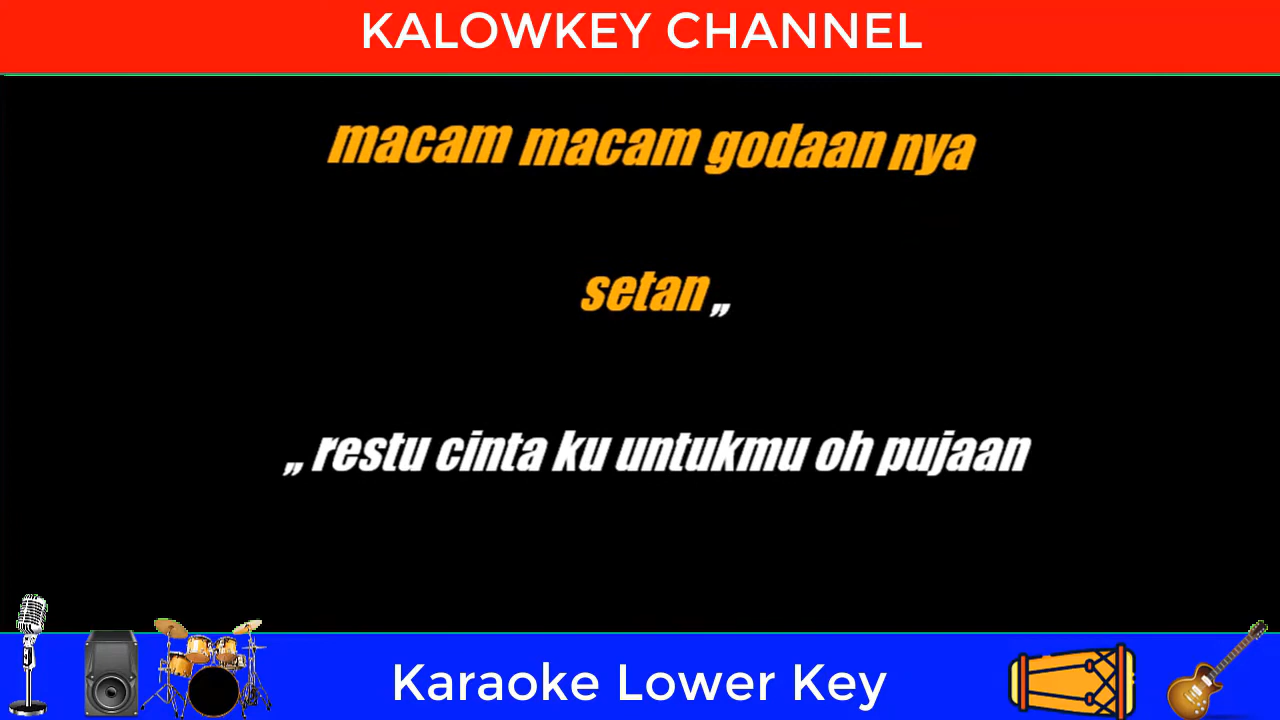 KALOWKEY CHANNEL
macam macam godaan nya
setan ,,
,, restu cinta ku untukmu oh pujaan
Karaoke Lower Key